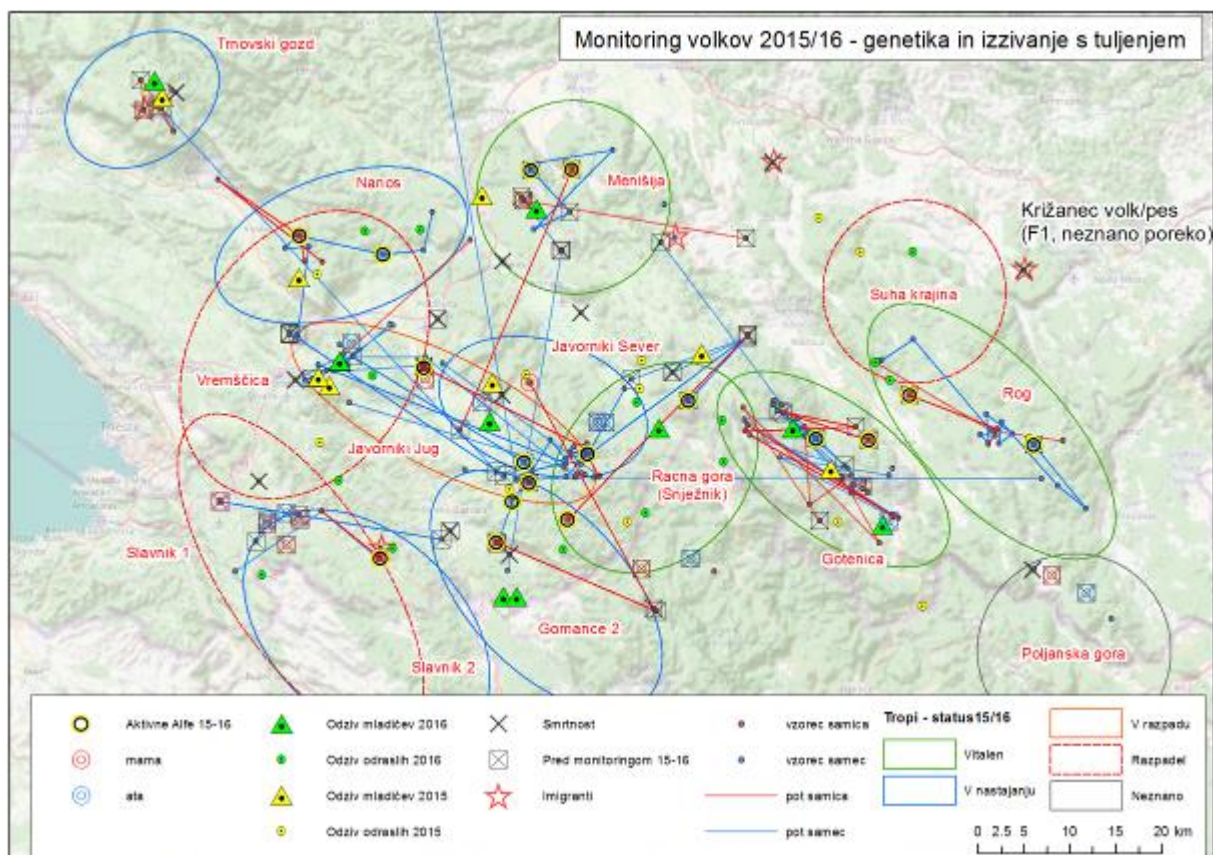 Monitoring volkov 2015/16 - genetika in izzivanje s tuljenjem
Trnovski gozd
Nanos
Menišija
Križanec volk/pes
(F1, neznano poreko)
Suha krajina
Javorniki Sever
Vremščica
Rog
Javorniki Jug
Racna gora
(Snježnik)
Slavnik 1
Gotenica
Gomance 2
Slavnik 2
Poljanska gora
Aktivne Alfe 15-16
mama
ata
Odziv mladičev 2016
Odziv odraslih 2016
Odziv mladičev 2015
Odziv odraslih 2015
Smrtnost
Pred monitoringom 15-16
Imigranti
vzorec samica
vzorec samec
pot samica
pot samec
Tropi - status15/16
Vitalen
V nastajanju
V razpadu
Razpadel
Neznano
0 2.5 5 10 15 20 km